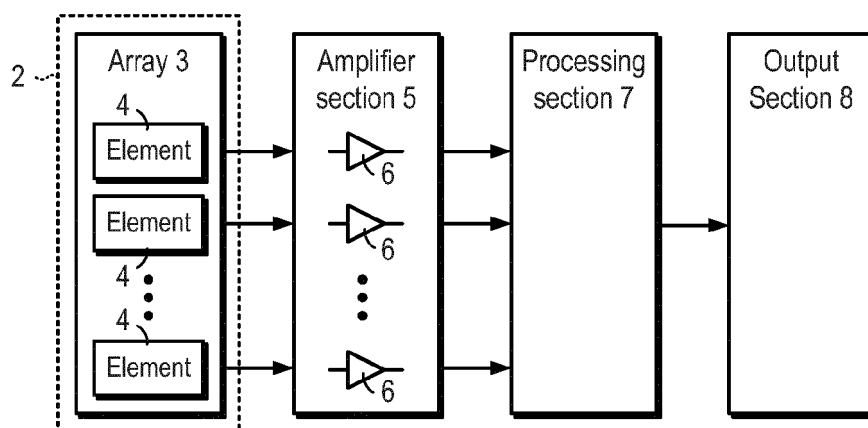 2
Array 3
4
Element
Element
4
4
Element
Amplifier
section 5
6
6
6
Processing
section 7
Output
Section 8